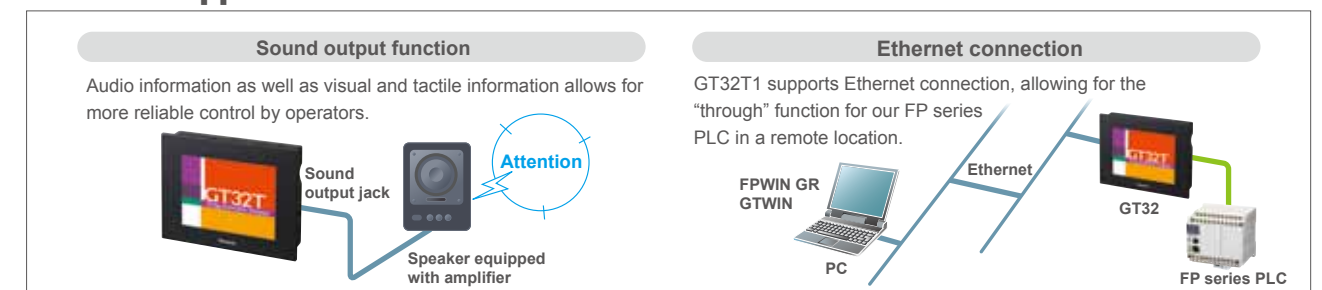 Sound output function
Audio information as well as visual and tactile information allows for
more reliable control by operators.
GT32T
Sound
output jack
Attention
Speaker equipped
with amplifier
Ethernet connection
GT32T1 supports Ethernet connection, allowing for the
“through” function for our FP series
PLC in a remote location.
FPWIN GR
GTWIN
PC
Ethernet
GT32T
GT32
FP series PLC